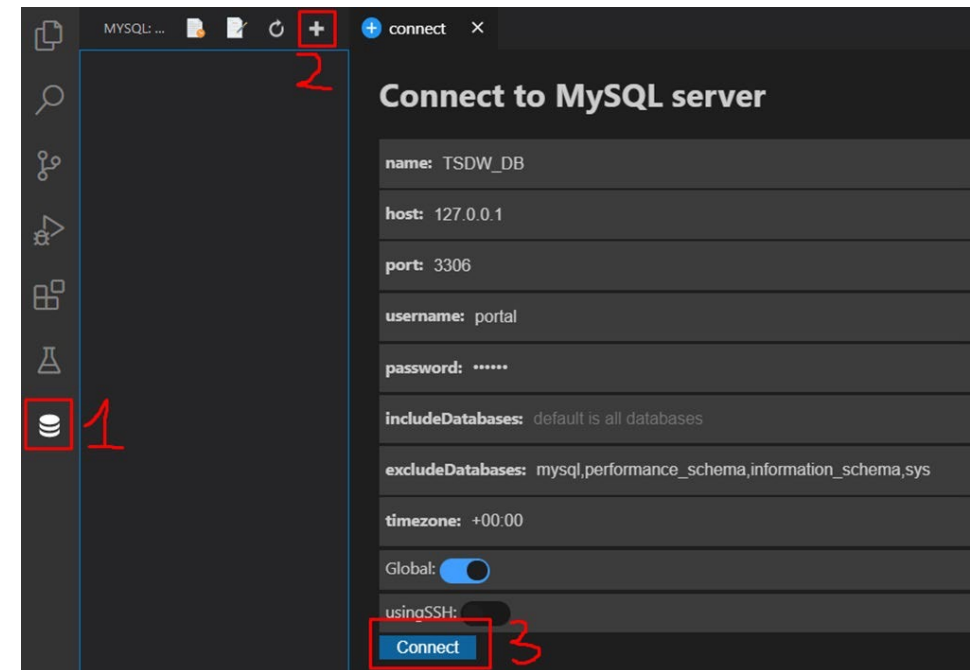 MYSQL: ...
connect
2
Connect to MySQL server
name: TSDW_DB
host: 127.0.0.1
port: 3306
username: portal
password: ••••••
1
includeDatabases: default is all databases
excludeDatabases: mysql,performance_schema,information_schema,sys
timezone: +00:00
Global:
usingSSH:
Connect
3